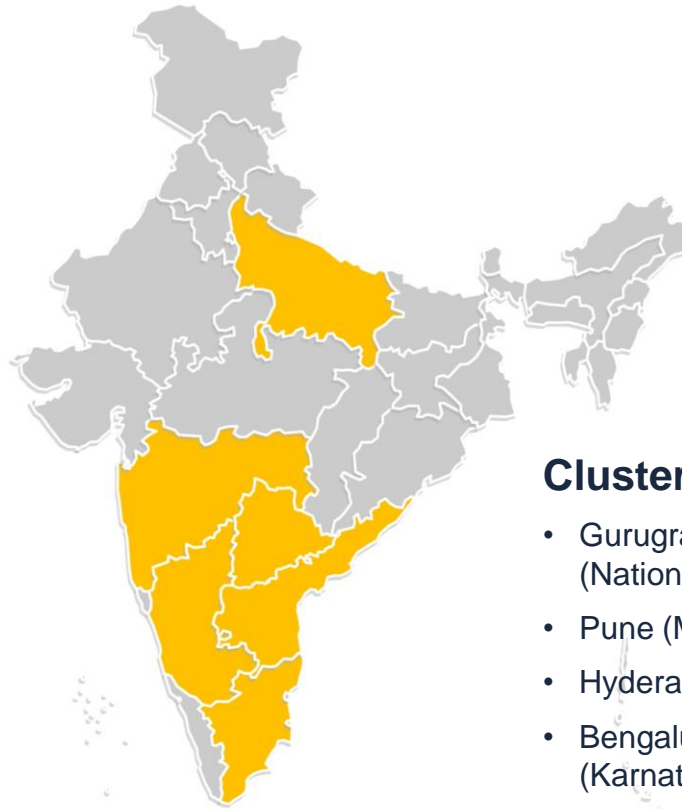 Cluster
• Gurugra
(Nation
• Pune (M
• Hydera
• Bengalu
(Karnat